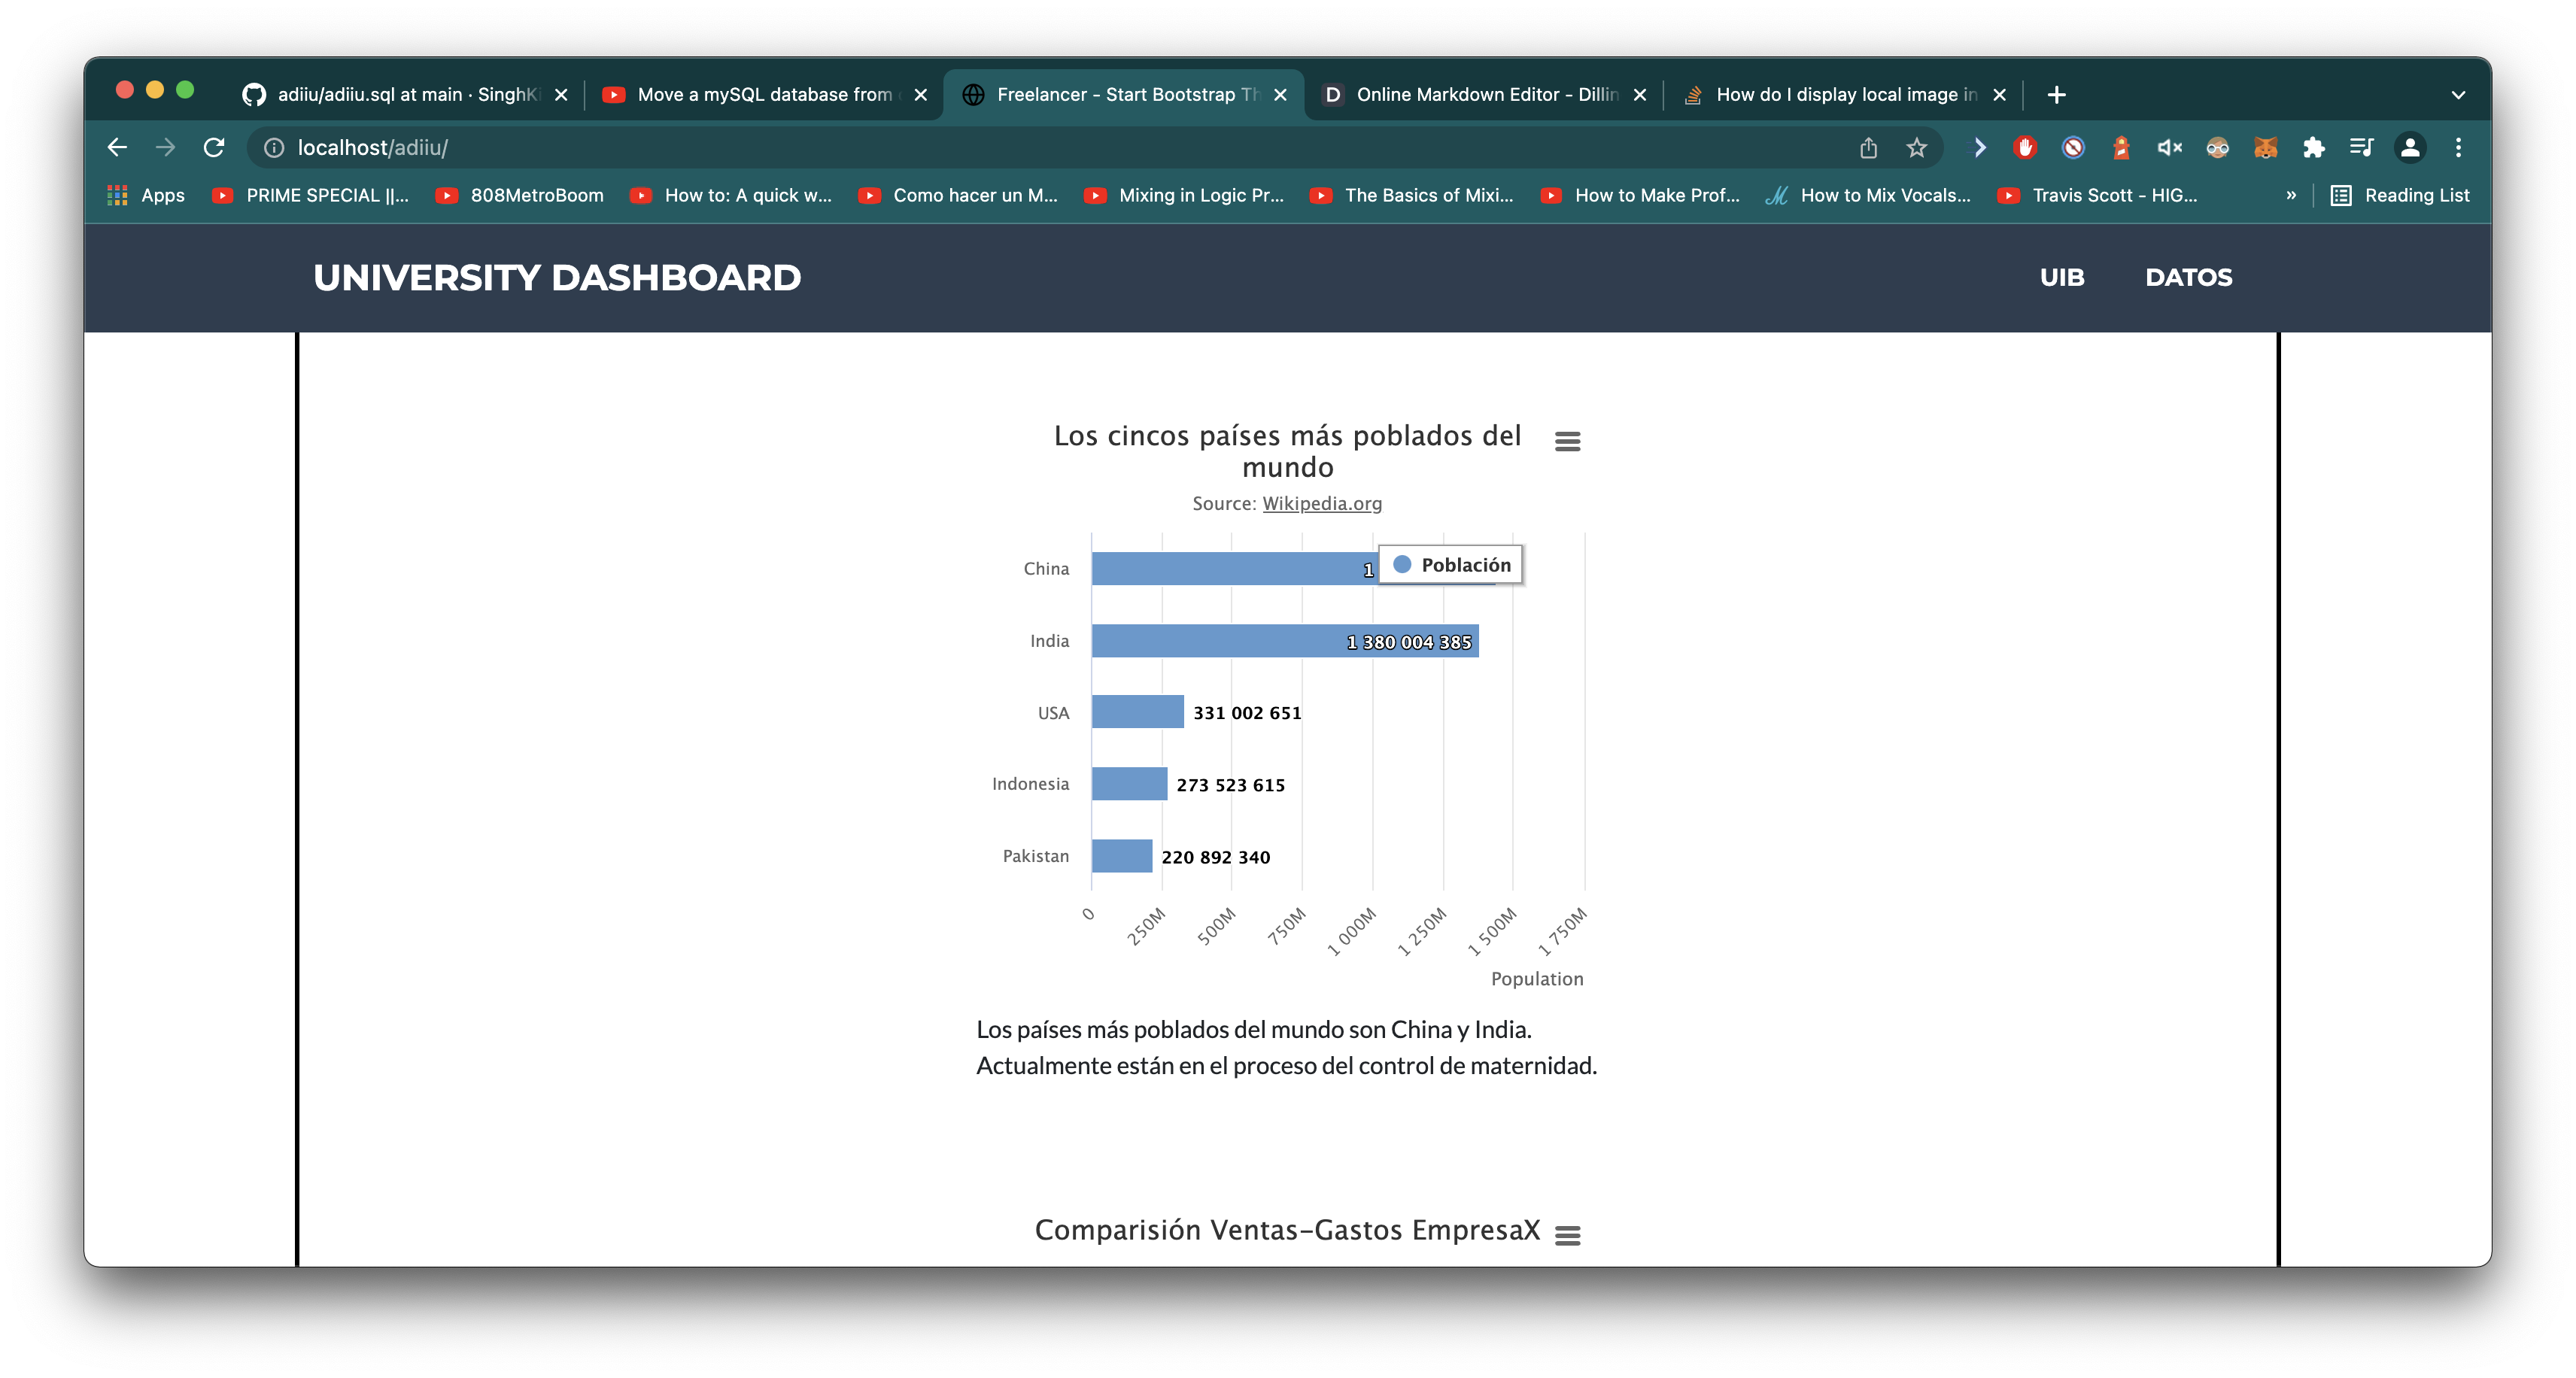 adiiu/adiiu.sql at main · SinghK
Move a mySQL database from
Freelancer - Start Bootstrap Th
D Online Markdown Editor - Dillin
How do I display local image in
localhost/adiiu/
Apps
PRIME SPECIAL ||...
808MetroBoom
How to: A quick w...
Como hacer un M...
Mixing in Logic Pr...
The Basics of Mixi...
How to Make Prof...
How to Mix Vocals...
Travis Scott - HIG...
»
Reading List
UNIVERSITY DASHBOARD
UIB
DATOS
Los cincos países más poblados del
mundo
Source: Wikipedia.org
China
1
Población
India
1 380 004 385
USA
331 002 651
Indonesia
273 523 615
Pakistan
220 892 340
0
250M
500M
750M
1 000M
1 250M
1 500M
1 750M
Population
Los países más poblados del mundo son China y India.
Actualmente están en el proceso del control de maternidad.
Comparisión Ventas-Gastos EmpresaX